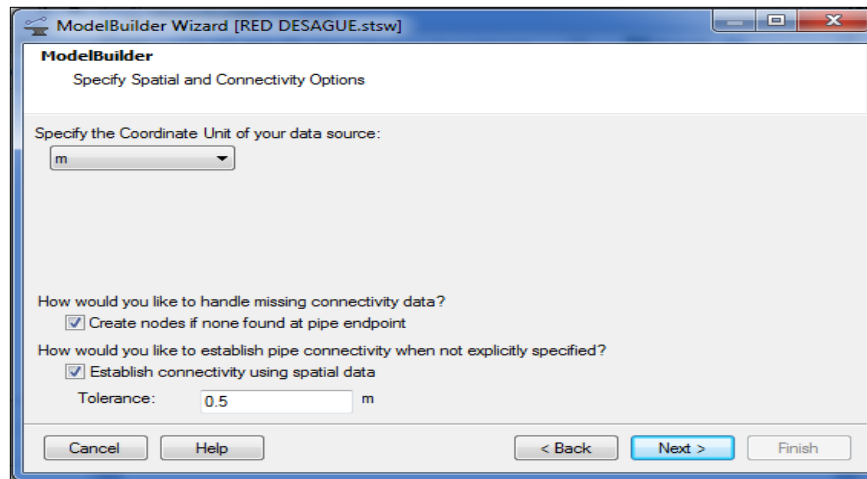 ModelBuilder Wizard [RED DESAGUE.stsw]
ModelBuilder
Specify Spatial and Connectivity Options
Specify the Coordinate Unit of your data source:
m
How would you like to handle missing connectivity data?
Create nodes if none found at pipe endpoint
How would you like to establish pipe connectivity when not explicitly specified?
Establish connectivity using spatial data
Tolerance: 0.5 m
Cancel Help < Back Next > Finish